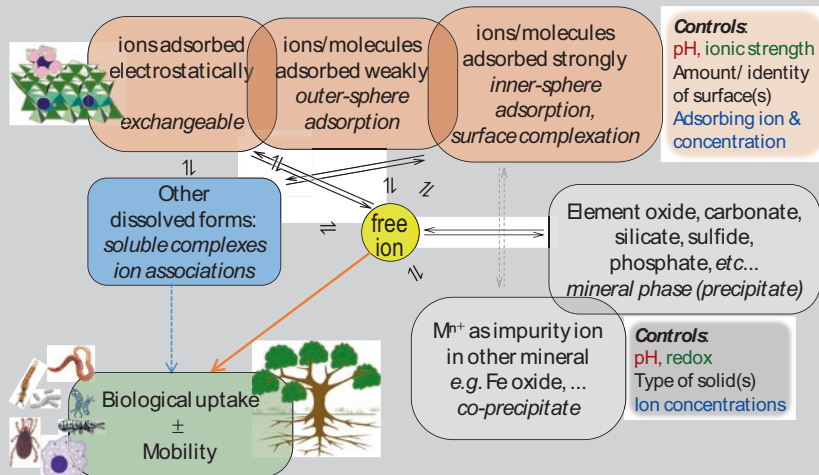 ions adsorbed
electrostatically
exchangeable
ions/molecules
adsorbed weakly
outer-sphere
adsorption
ions/molecules
adsorbed strongly
inner-sphere
adsorption,
surface complexation
Controls:
pH, ionic strength
Amount/ identity
of surface(s)
Adsorbing ion &
concentration
Other
dissolved forms:
soluble complexes
ion associations
free
ion
Element oxide, carbonate,
silicate, sulfide,
phosphate, etc...
mineral phase (precipitate)
Mn+ as impurity ion
in other mineral
e.g. Fe oxide, ...
co-precipitate
Controls:
pH, redox
Type of solid(s)
Ion concentrations
Biological uptake
±
Mobility